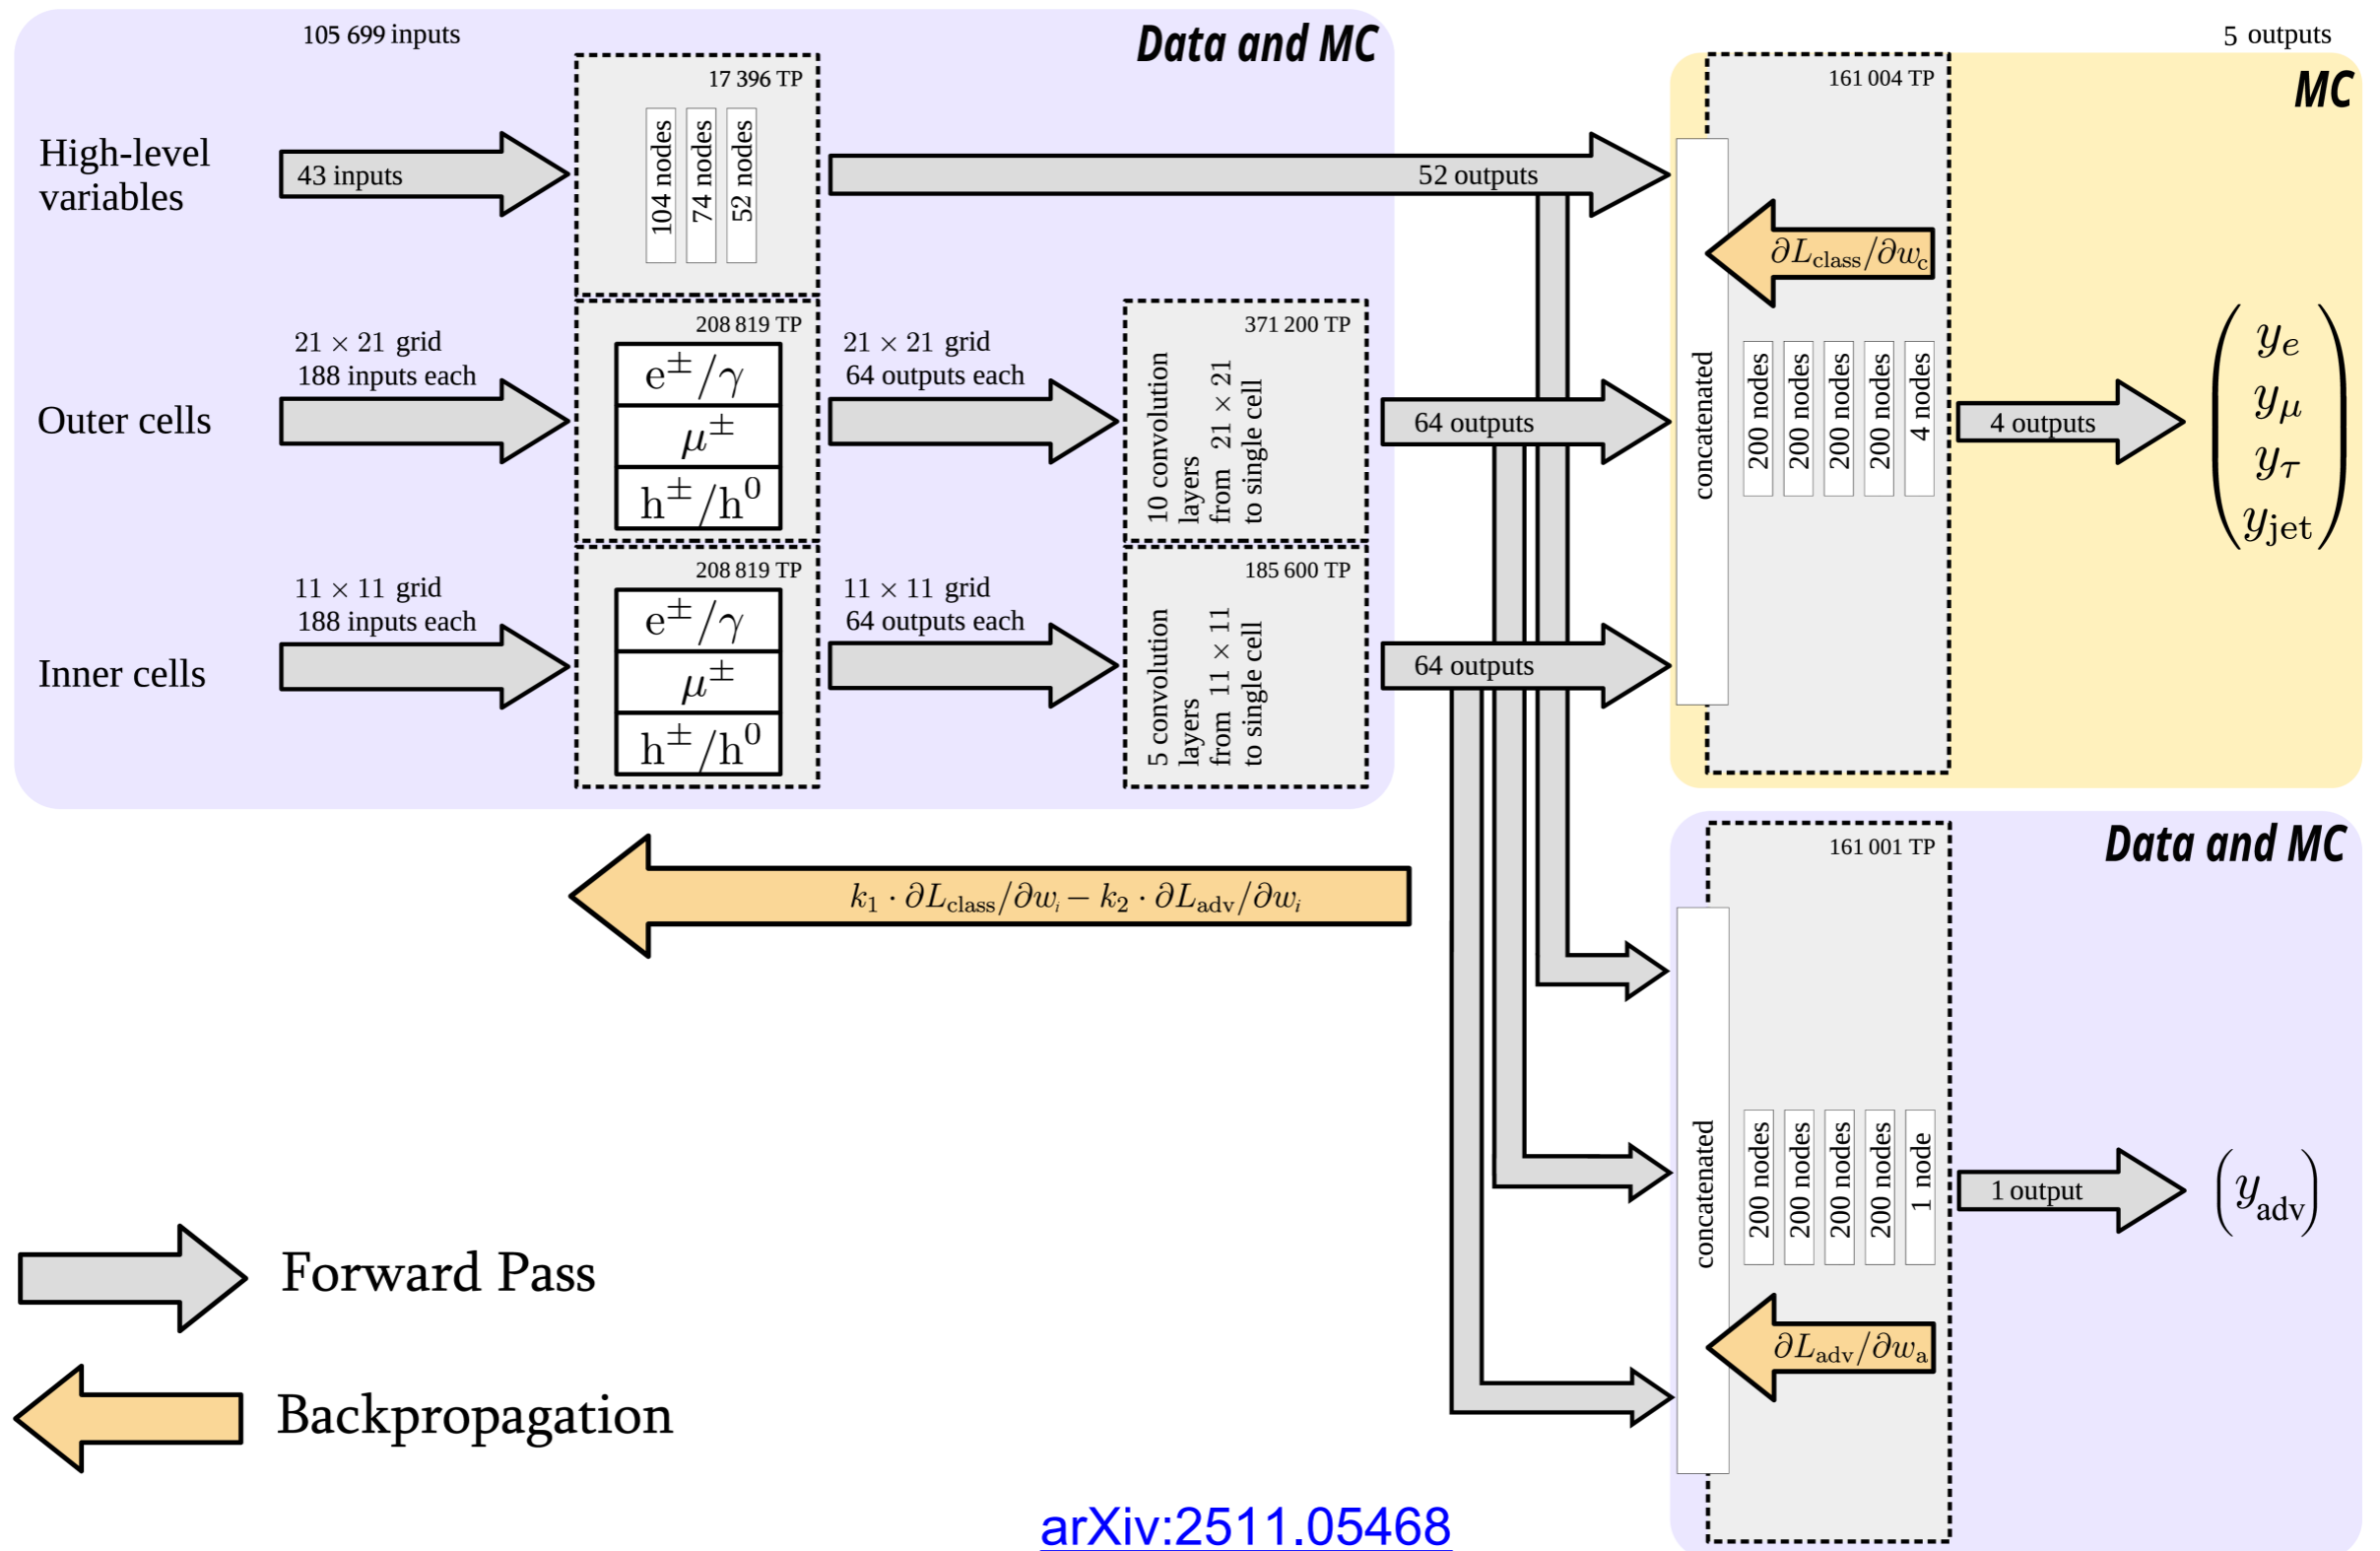 105 699 inputs
Data and MC
5 outputs
MC
High-level
variables
43 inputs
17 396 TP
104 nodes
74 nodes
52 nodes
52 outputs
Outer cells
21 × 21 grid
188 inputs each
208 819 TP
e±/γ
μ±
h±/h⁰
21 × 21 grid
64 outputs each
371 200 TP
10 convolution
layers
from 21 × 21
to single cell
64 outputs
Inner cells
11 × 11 grid
188 inputs each
208 819 TP
e±/γ
μ±
h±/h⁰
11 × 11 grid
64 outputs each
185 600 TP
5 convolution
layers
from 11 × 11
to single cell
64 outputs
161 004 TP
concatenated
∂L_class/∂w_c
200 nodes
200 nodes
200 nodes
200 nodes
4 nodes
4 outputs
y_e
y_μ
y_τ
y_jet
k₁ · ∂L_class/∂w_i − k₂ · ∂L_adv/∂w_i
Data and MC
161 001 TP
concatenated
200 nodes
200 nodes
200 nodes
200 nodes
1 node
∂L_adv/∂w_a
1 output
(y_adv)
Forward Pass
Backpropagation
arXiv:2511.05468